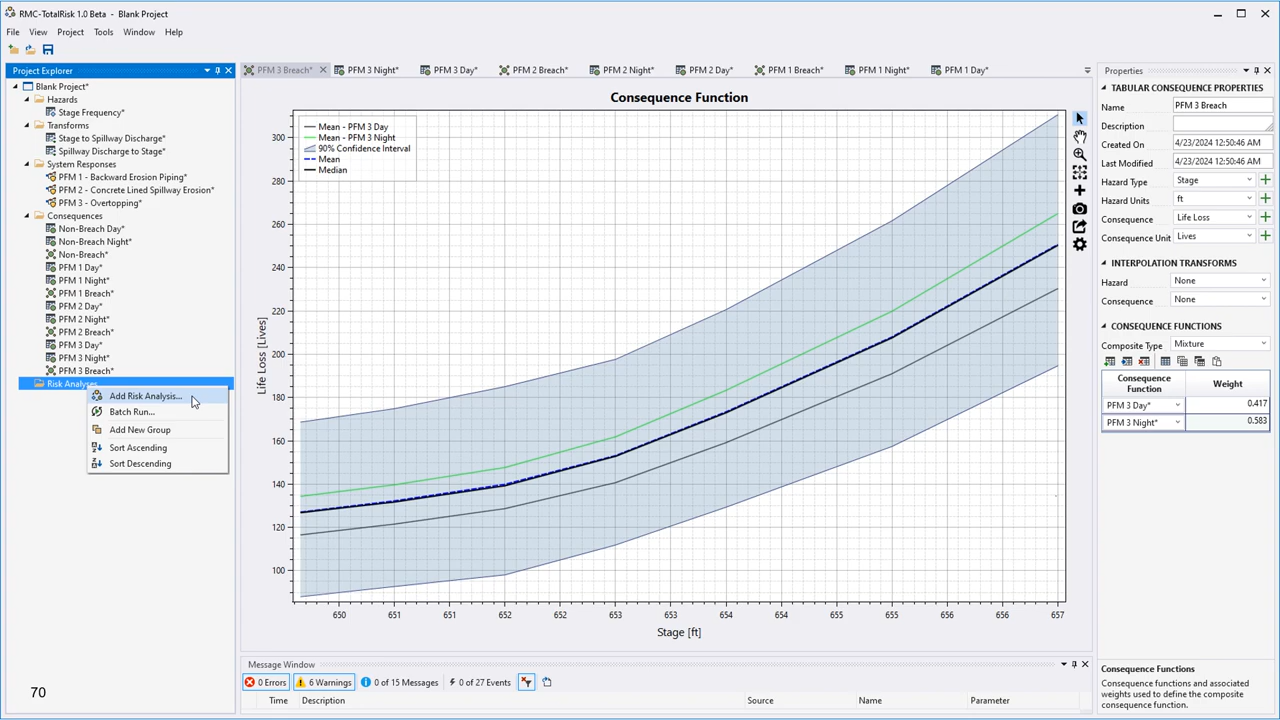 RMC-TotalRisk 1.0 Beta - Blank Project
File View Project Tools Window Help
Project Explorer
Blank Project*
Hazards
Stage Frequency*
Transforms
Stage to Spillway Discharge*
Spillway Discharge to Stage*
System Responses
PFM 1 - Backward Erosion Piping*
PFM 2 - Concrete Lined Spillway Erosion*
PFM 3 - Overtopping*
Consequences
Non-Breach Day*
Non-Breach Night*
Non-Breach*
PFM 1 Day*
PFM 1 Night*
PFM 1 Breach*
PFM 2 Day*
PFM 2 Night*
PFM 2 Breach*
PFM 3 Day*
PFM 3 Night*
PFM 3 Breach*
Risk Analyses
Add Risk Analysis...
Batch Run...
Add New Group
Sort Ascending
Sort Descending
70
PFM 3 Breach* PFM 3 Night* PFM 3 Day* PFM 2 Breach* PFM 2 Night* PFM 2 Day* PFM 1 Breach* PFM 1 Night* PFM 1 Day*
Consequence Function
Mean - PFM 3 Day
Mean - PFM 3 Night
90% Confidence Interval
Mean
Median
Life Loss [Lives]
300
280
260
240
220
200
180
160
140
120
100
650 651 651 652 652 653 653 654 654 655 655 656 656 657
Stage [ft]
Message Window
0 Errors 6 Warnings 0 of 15 Messages 0 of 27 Events
Time Description Source Name Parameter
Properties
TABULAR CONSEQUENCE PROPERTIES
Name PFM 3 Breach
Description
Created On 4/23/2024 12:50:46 AM
Last Modified 4/23/2024 12:50:46 AM
Hazard Type Stage
Hazard Units ft
Consequence Life Loss
Consequence Unit Lives
INTERPOLATION TRANSFORMS
Hazard None
Consequence None
CONSEQUENCE FUNCTIONS
Composite Type Mixture
Consequence Function Weight
PFM 3 Day* 0.417
PFM 3 Night* 0.583
Consequence Functions
Consequence functions and associated
weights used to define the composite
consequence function.